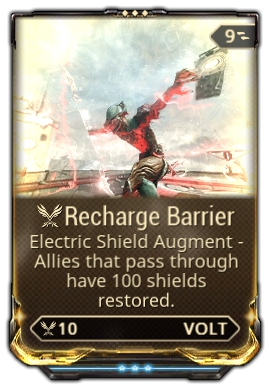 9
Recharge Barrier
Electric Shield Augment -
Allies that pass through
have 100 shields
restored.
10 VOLT